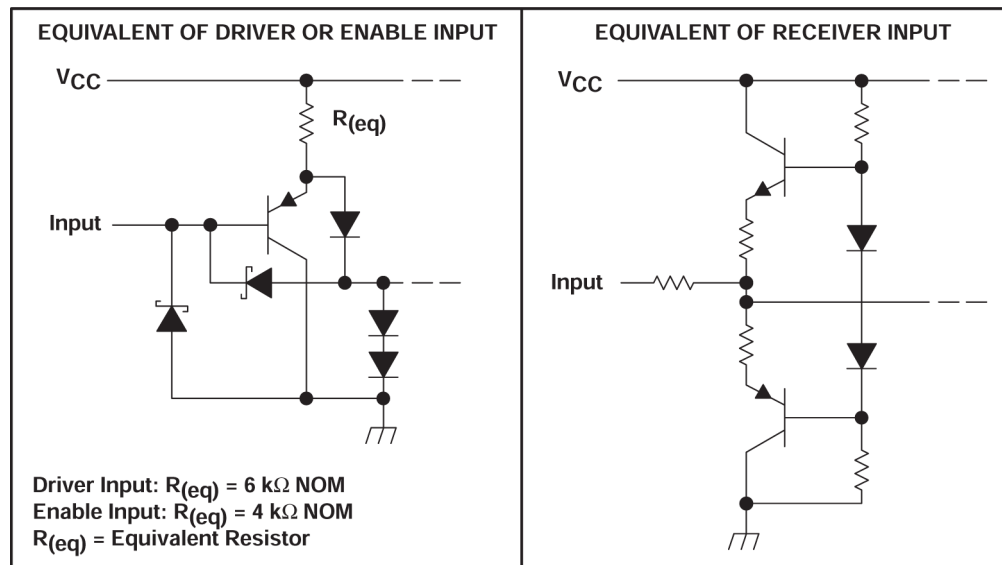 EQUIVALENT OF DRIVER OR ENABLE INPUT
VCC
R(eq)
Input
Driver Input: R(eq) = 6 kΩ NOM
Enable Input: R(eq) = 4 kΩ NOM
R(eq) = Equivalent Resistor
EQUIVALENT OF RECEIVER INPUT
VCC
Input